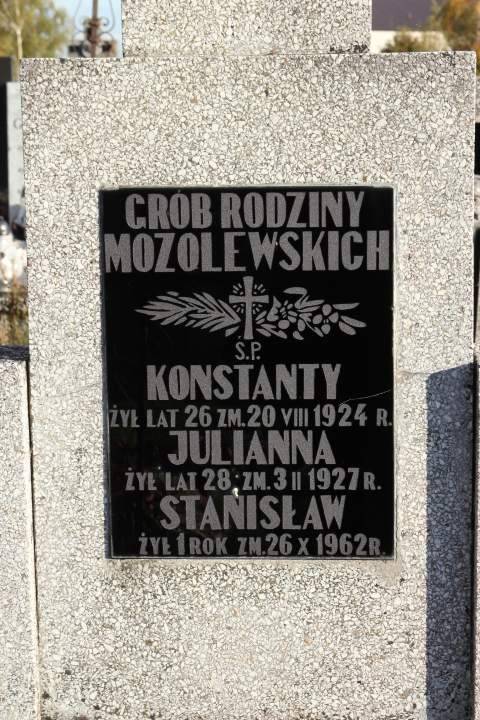 GRÓB RODZINY
MOZOLEWSKICH
Ś.P.
KONSTANTY
ŻYŁ LAT 26 ZM. 20 VIII 1924 R.
JULIANNA
ŻYŁ LAT 28. ZM. 3 II 1927 R.
STANISŁAW
ŻYŁ 1 ROK ZM. 26 X 1962 R.